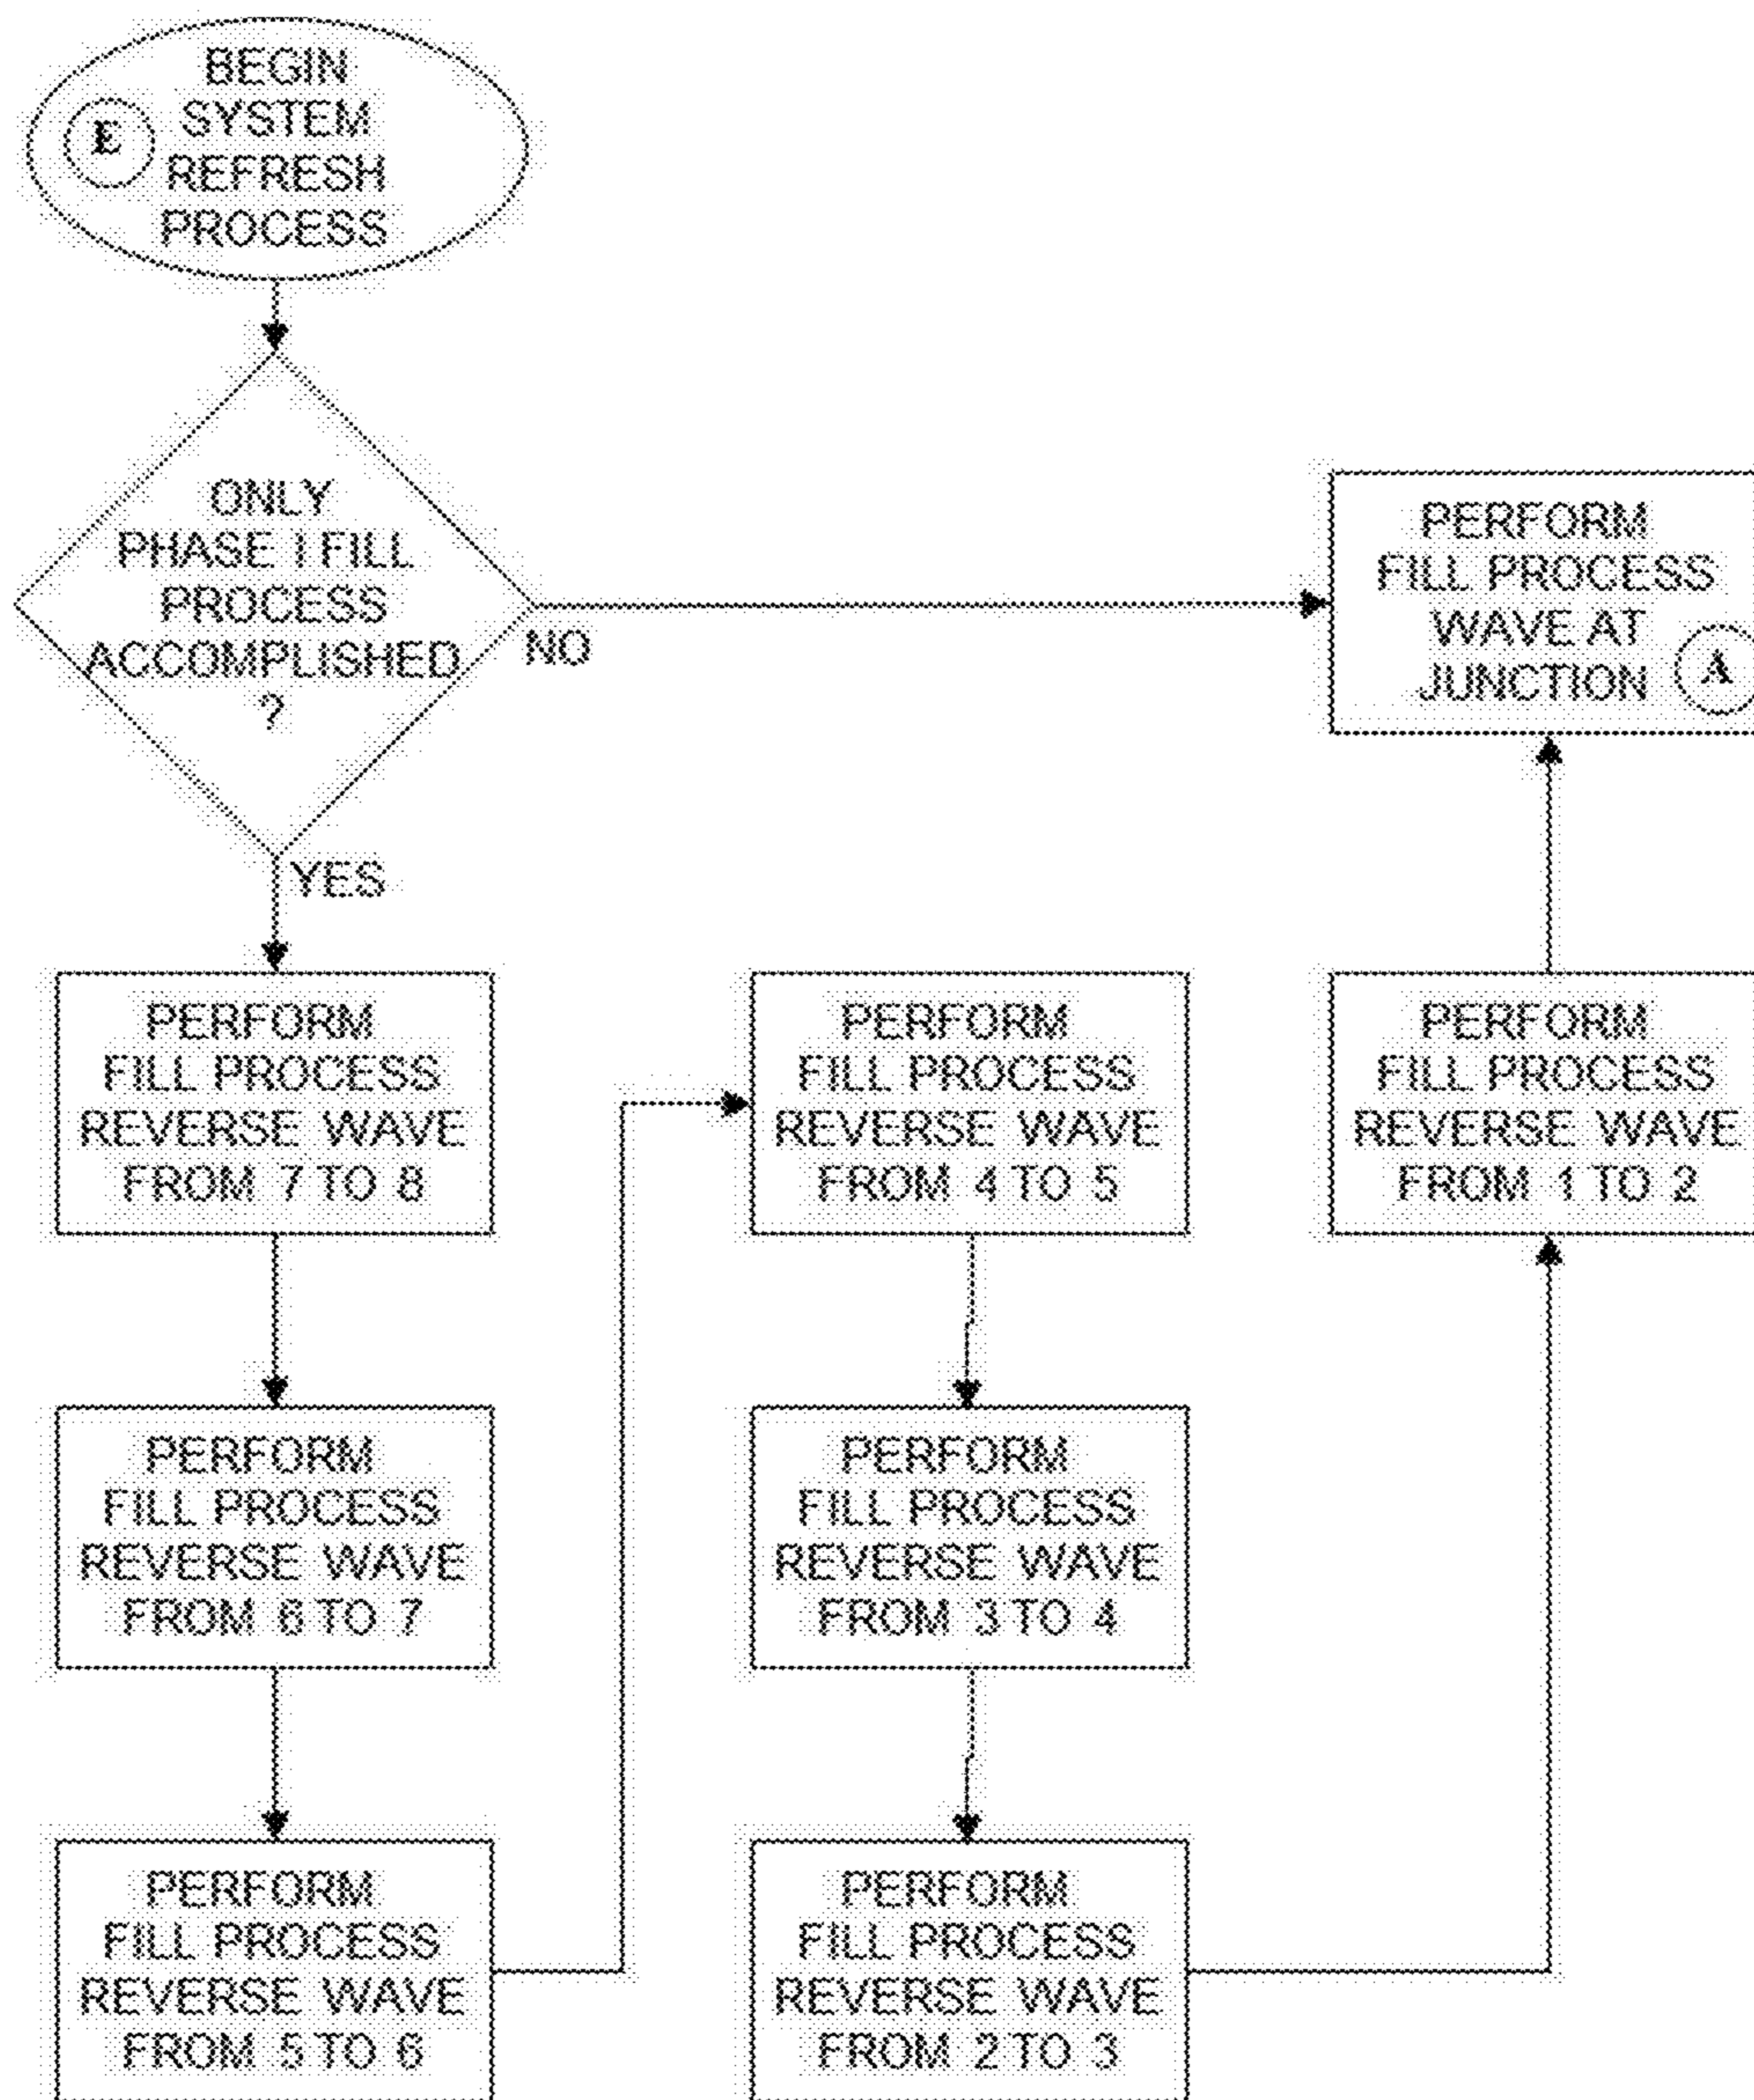 BEGIN
SYSTEM
REFRESH
PROCESS
E
ONLY
PHASE I FILL
PROCESS
ACCOMPLISHED
?
NO
YES
PERFORM
FILL PROCESS
WAVE AT
JUNCTION
A
PERFORM
FILL PROCESS
REVERSE WAVE
FROM 7 TO 8
PERFORM
FILL PROCESS
REVERSE WAVE
FROM 6 TO 7
PERFORM
FILL PROCESS
REVERSE WAVE
FROM 5 TO 6
PERFORM
FILL PROCESS
REVERSE WAVE
FROM 4 TO 5
PERFORM
FILL PROCESS
REVERSE WAVE
FROM 3 TO 4
PERFORM
FILL PROCESS
REVERSE WAVE
FROM 2 TO 3
PERFORM
FILL PROCESS
REVERSE WAVE
FROM 1 TO 2